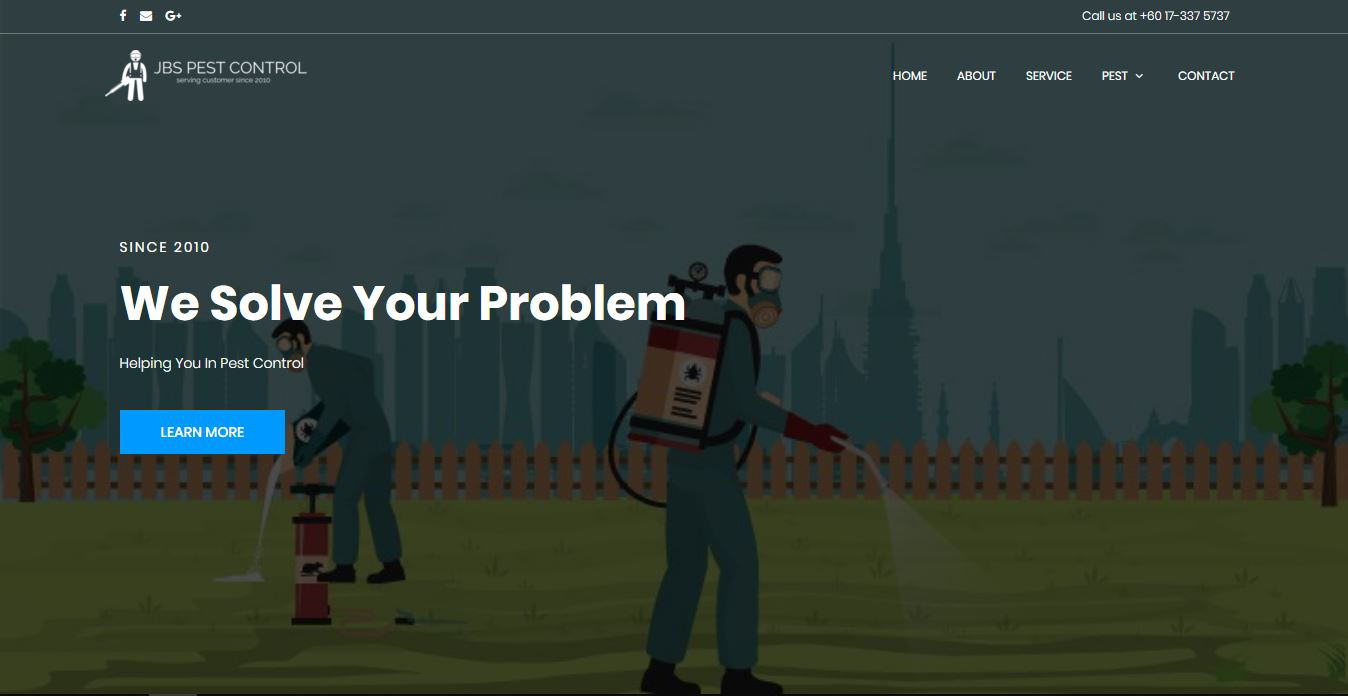 Call us at +60 17-337 5737
JBS PEST CONTROL
serving customer since 2010
HOME ABOUT SERVICE PEST CONTACT
SINCE 2010
We Solve Your Problem
Helping You In Pest Control
LEARN MORE